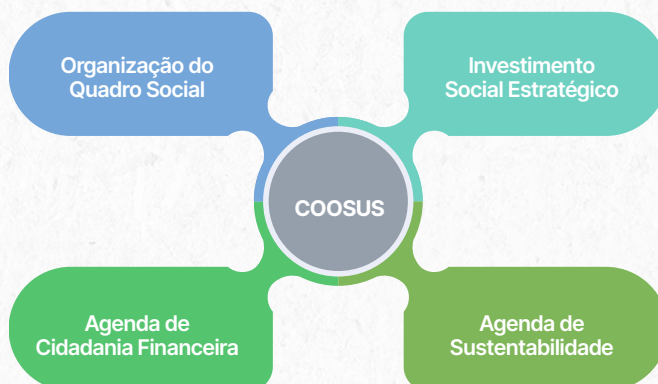 Organização do
Quadro Social
Investimento
Social Estratégico
COOSUS
Agenda de
Cidadania Financeira
Agenda de
Sustentabilidade